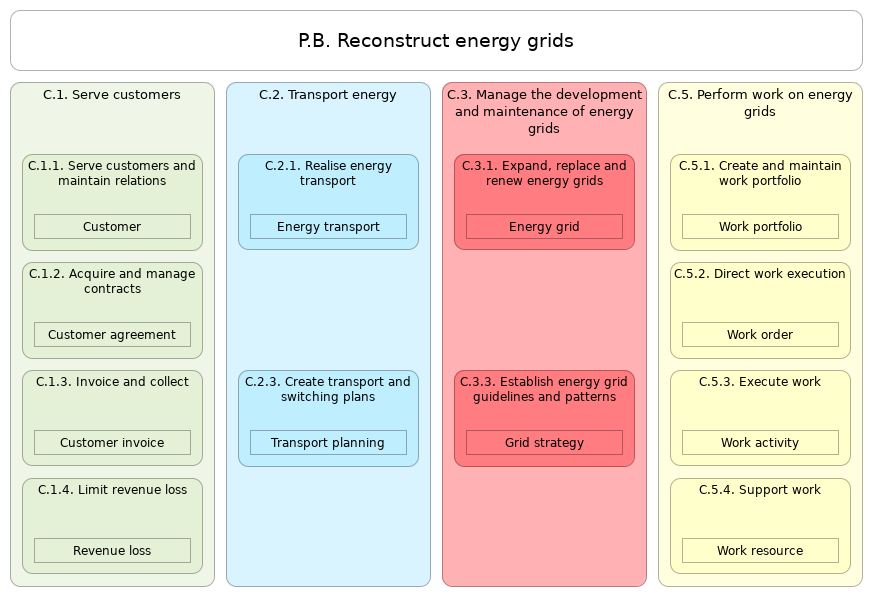 P.B. Reconstruct energy grids
C.1. Serve customers
C.1.1. Serve customers and
maintain relations
Customer
C.1.2. Acquire and manage
contracts
Customer agreement
C.1.3. Invoice and collect
Customer invoice
C.1.4. Limit revenue loss
Revenue loss
C.2. Transport energy
C.2.1. Realise energy
transport
Energy transport
C.2.3. Create transport and
switching plans
Transport planning
C.3. Manage the development
and maintenance of energy
grids
C.3.1. Expand, replace and
renew energy grids
Energy grid
C.3.3. Establish energy grid
guidelines and patterns
Grid strategy
C.5. Perform work on energy
grids
C.5.1. Create and maintain
work portfolio
Work portfolio
C.5.2. Direct work execution
Work order
C.5.3. Execute work
Work activity
C.5.4. Support work
Work resource